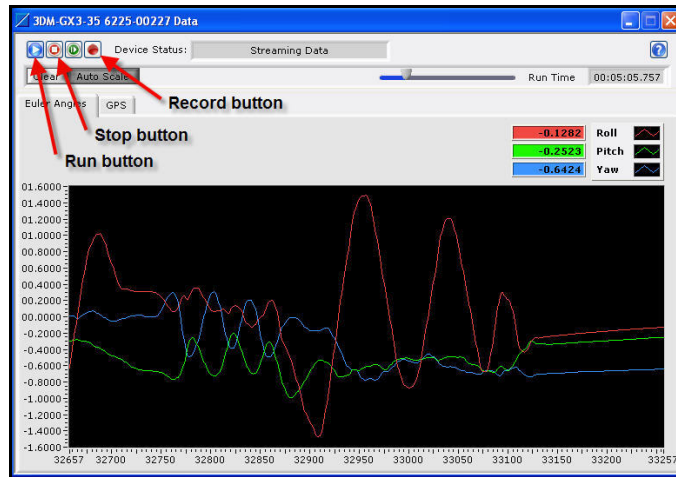 3DM-GX3-35 6225-00227 Data
Device Status: Streaming Data
Clear Auto Scale Run Time 00:05:05.757
Record button
Euler Angles GPS
Stop button
Run button
-0.1282 Roll
-0.2523 Pitch
-0.6424 Yaw
01.6000
01.4000
01.2000
01.0000
00.8000
00.6000
00.4000
00.2000
00.0000
-0.2000
-0.4000
-0.6000
-0.8000
-1.0000
-1.2000
-1.4000
-1.6000
32657 32700 32750 32800 32850 32900 32950 33000 33050 33100 33150 33200 33257